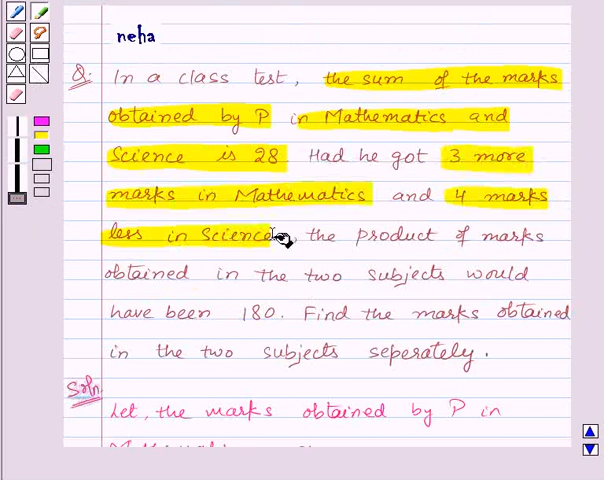 neha
Q. In a class test, the sum of the marks
obtained by P in Mathematics and
Science is 28. Had he got 3 more
marks in Mathematics and 4 marks
less in Science, the product of marks
obtained in the two subjects would
have been 180. Find the marks obtained
in the two subjects seperately.
Soln. Let, the marks obtained by P in